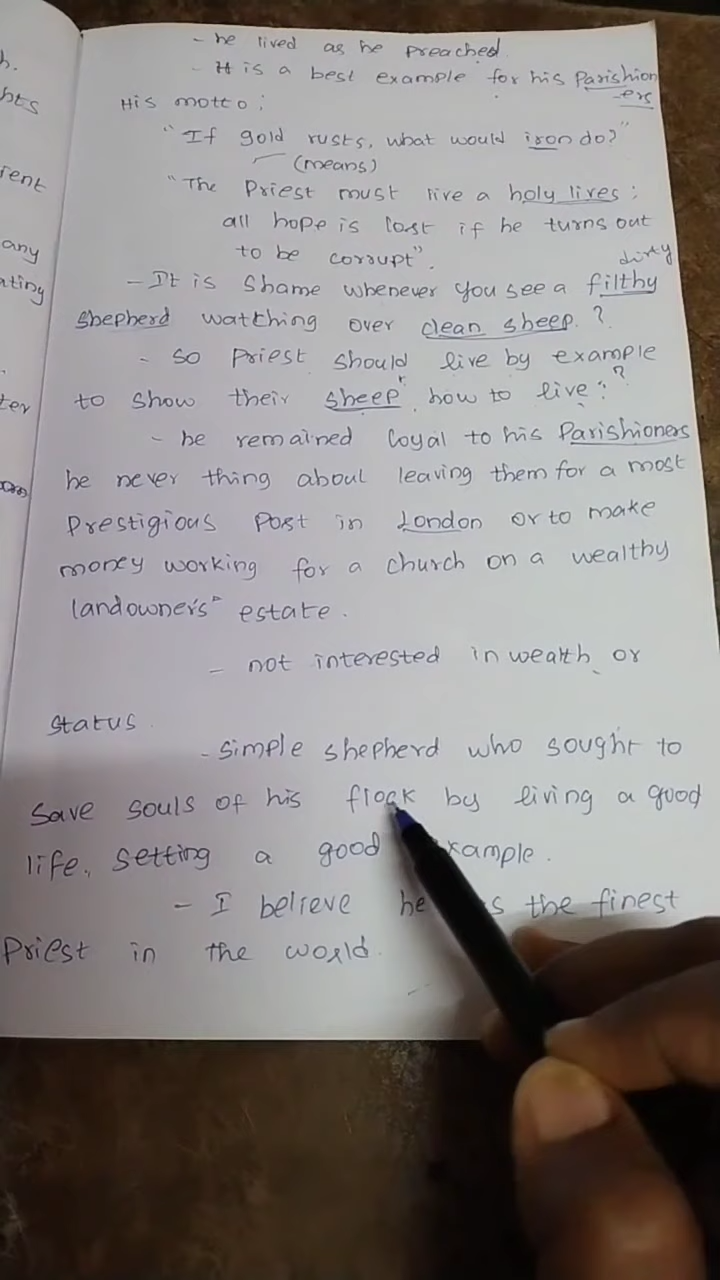 - he lived as he preached.
h.
- It is a best example for his Parishion
-ers
hts
His motto:
"If gold rusts, what would iron do?"
(means)
rent
"The Priest must live a holy lives:
all hope is lost if he turns out
any
to be corrupt".
dirty
atiny
- It is shame whenever you see a filthy
shepherd watching over clean sheep.?
- so Priest should live by example
ter
to show their "sheep" how to live:?
- he remained loyal to his Parishioners
he never thing about leaving them for a most
Prestigious Post in London or to make
money working for a church on a wealthy
landowner's" estate.
- not interested in wealth, or
status.
- simple shepherd who sought to
save souls of his flock by living a good
life, setting a good example.
- I believe he the finest
Priest in the world.